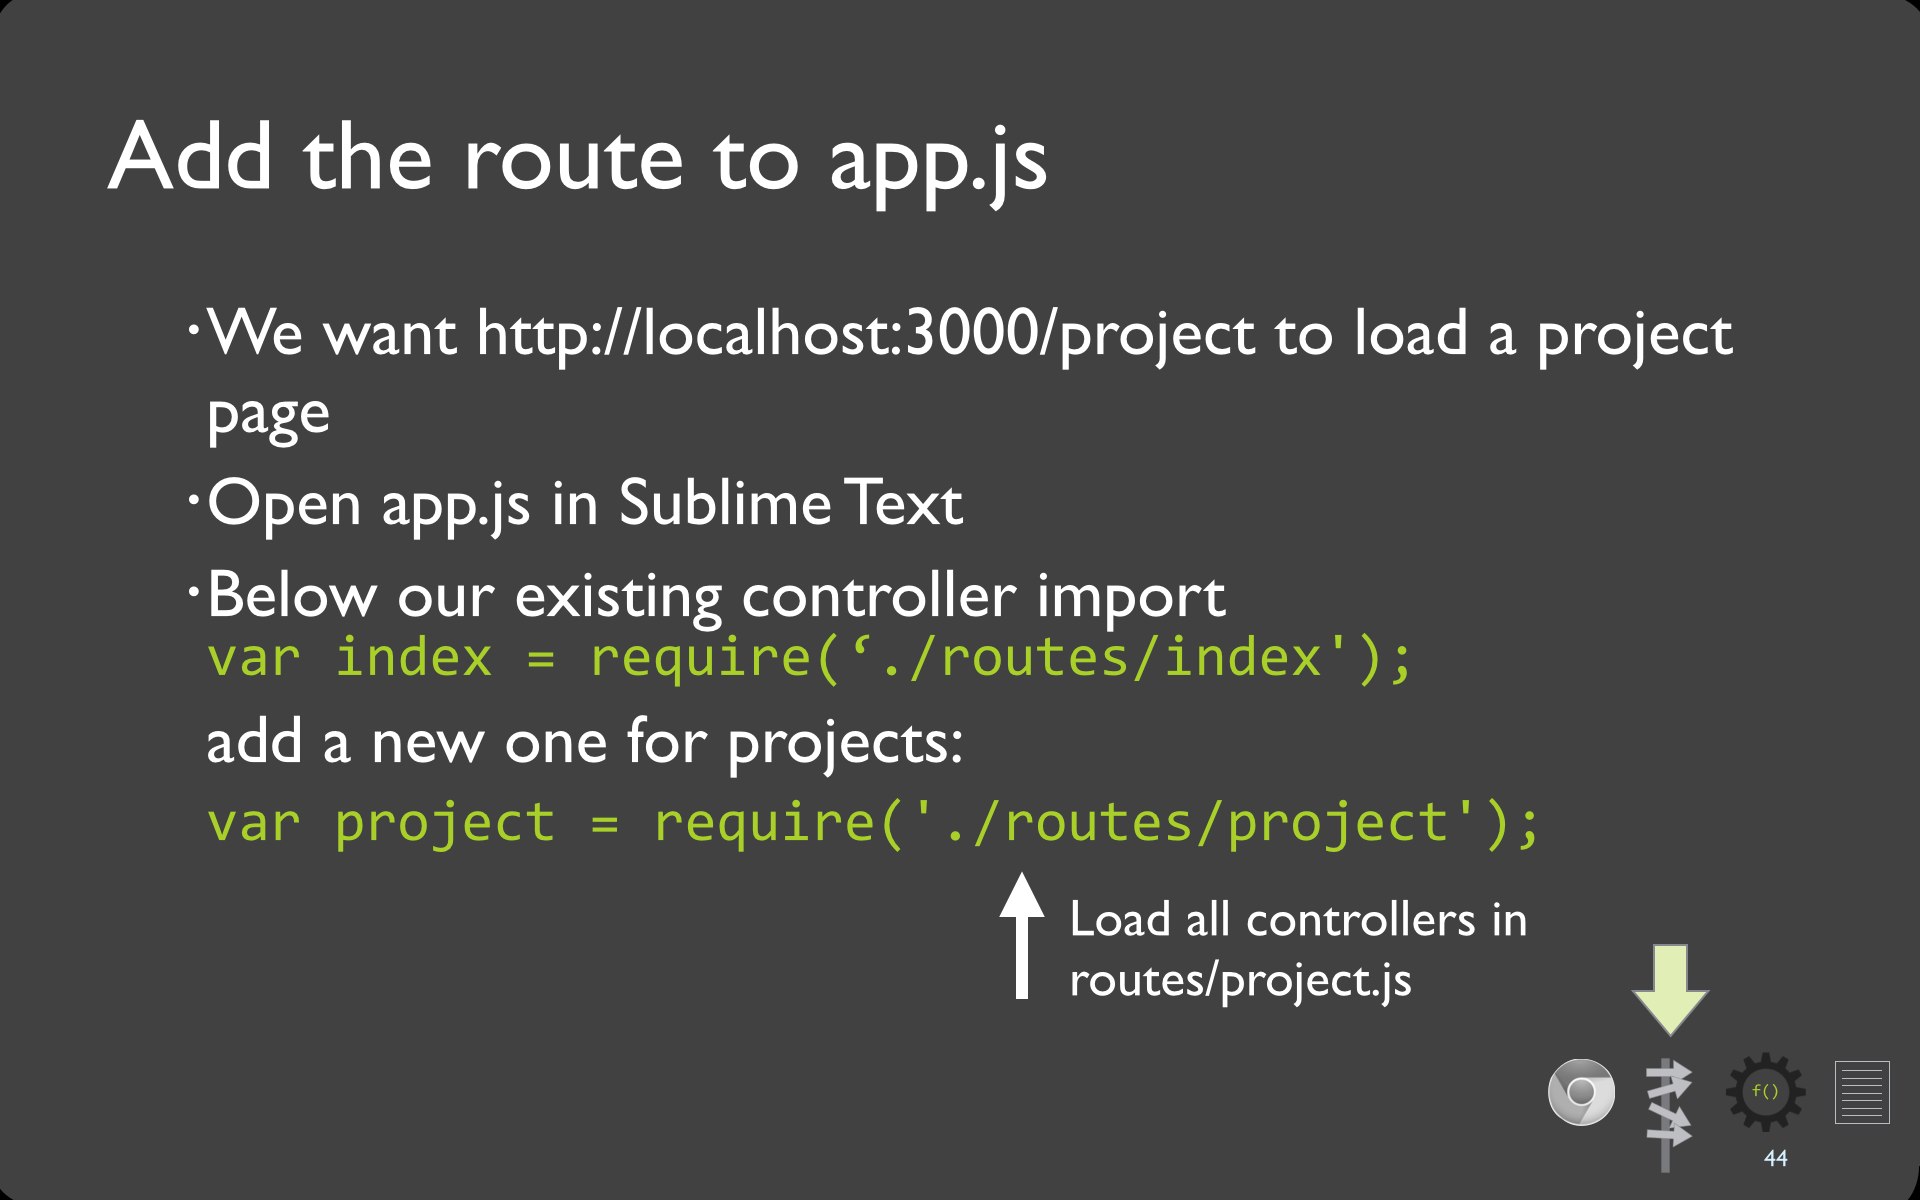 Add the route to app.js
•We want http://localhost:3000/project to load a project
page
•Open app.js in Sublime Text
•Below our existing controller import
var index = require(‘./routes/index');
add a new one for projects:
var project = require('./routes/project');
Load all controllers in
routes/project.js
f()
44